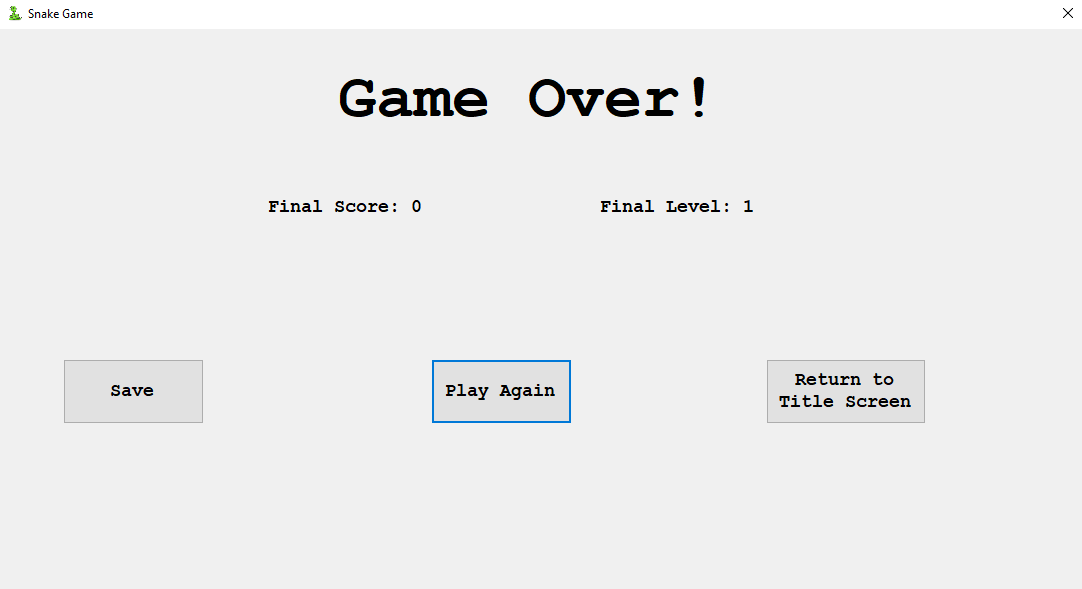 Snake Game
Game Over!
Final Score: 0
Final Level: 1
Save
Play Again
Return to
Title Screen